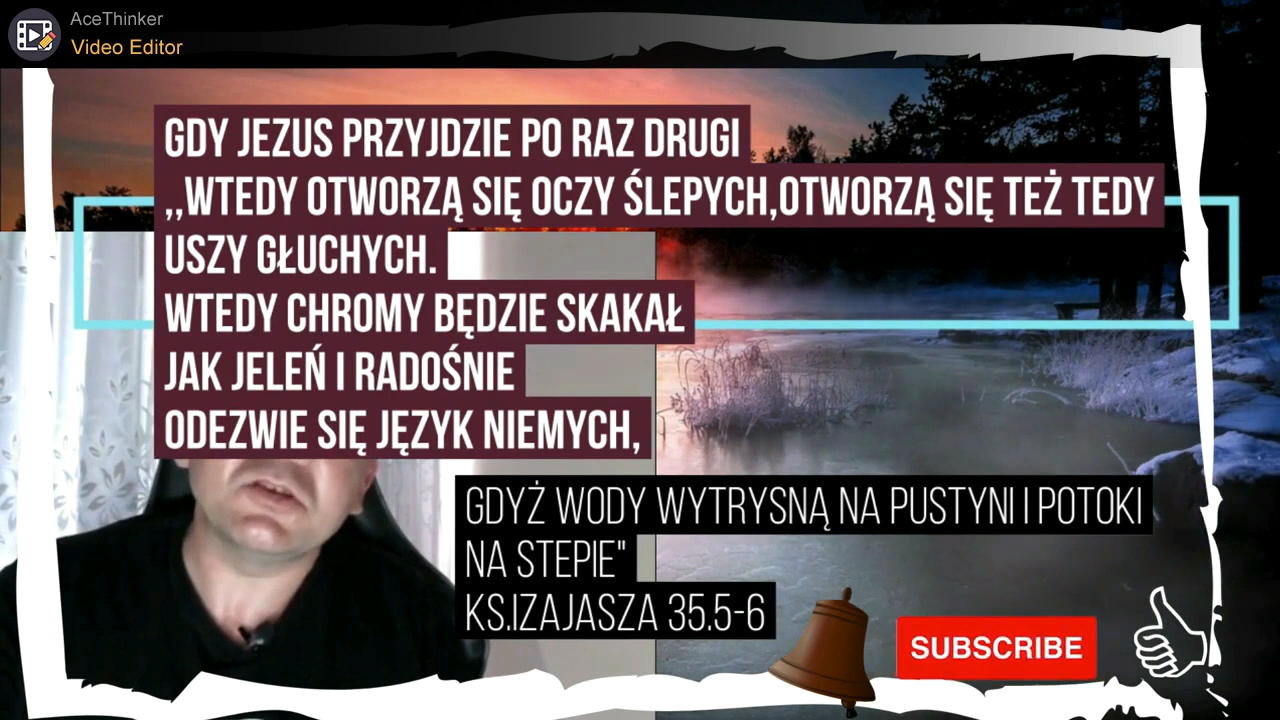 AceThinker
Video Editor
GDY JEZUS PRZYJDZIE PO RAZ DRUGI
,,WTEDY OTWORZĄ SIĘ OCZY ŚLEPYCH,OTWORZĄ SIĘ TEŻ TEDY
USZY GŁUCHYCH.
WTEDY CHROMY BĘDZIE SKAKAŁ
JAK JELEŃ I RADOŚNIE
ODEZWIE SIĘ JĘZYK NIEMYCH,
GDYŻ WODY WYTRYSNĄ NA PUSTYNI I POTOKI
NA STEPIE"
KS.IZAJASZA 35.5-6
SUBSCRIBE